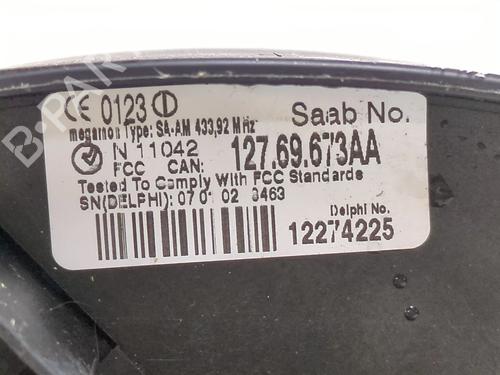 CE 0123 Saab No.
megamos Type: SA-AM 433,92 MHz
N 11042 127.69.673AA
FCC CAN:
Tested To Comply With FCC Standards
SN(DELPHI): 07 01 02 3463
Delphi No.
12274225
B-PARTS